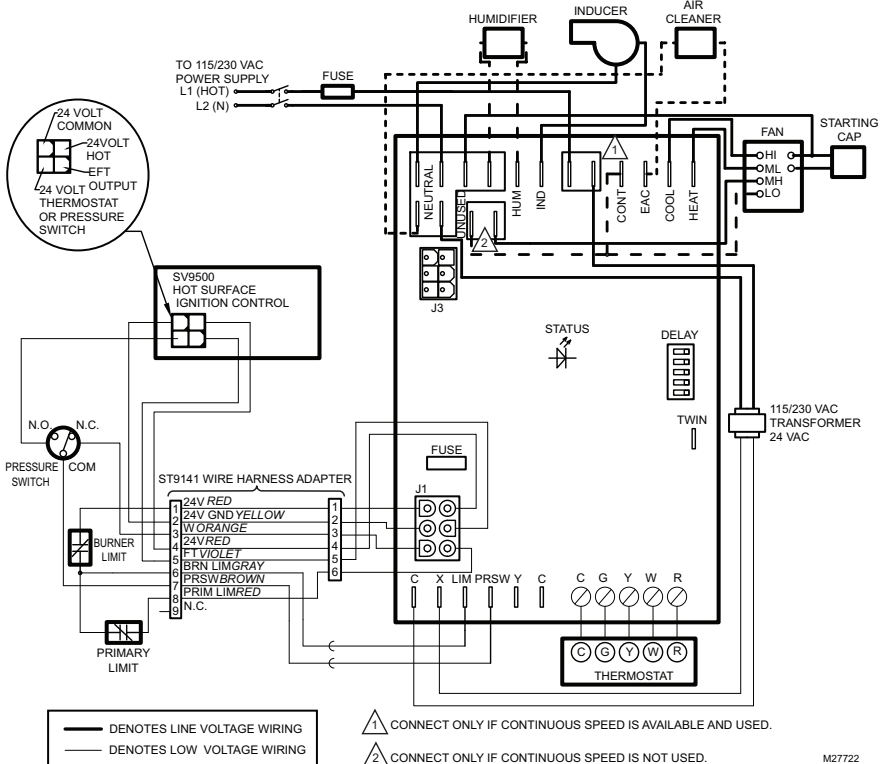 HUMIDIFIER
INDUCER
AIR
CLEANER
TO 115/230 VAC
POWER SUPPLY
L1 (HOT)
L2 (N)
FUSE
FAN
STARTING
CAP
HI
ML
MH
LO
24 VOLT
COMMON
24VOLT
HOT
EFT
OUTPUT
24 VOLT
THERMOSTAT
OR PRESSURE
SWITCH
NEUTRAL
UNUSED
HUM
IND
1
CONT
EAC
COOL
HEAT
2
J3
SV9500
HOT SURFACE
IGNITION CONTROL
STATUS
DELAY
TWIN
115/230 VAC
TRANSFORMER
24 VAC
N.O.
N.C.
COM
PRESSURE
SWITCH
BURNER
LIMIT
PRIMARY
LIMIT
ST9141 WIRE HARNESS ADAPTER
1 24V RED 1
2 24V GND YELLOW 2
3 W ORANGE 3
4 24V RED 4
5 FT VIOLET 5
6 BRN LIM GRAY 6
7 PRSW BROWN
8 PRIM LIM RED
9 N.C.
FUSE
J1
C X LIM PRSW Y C
C G Y W R
C G Y W R
THERMOSTAT
DENOTES LINE VOLTAGE WIRING
DENOTES LOW VOLTAGE WIRING
1 CONNECT ONLY IF CONTINUOUS SPEED IS AVAILABLE AND USED.
2 CONNECT ONLY IF CONTINUOUS SPEED IS NOT USED.
M27722